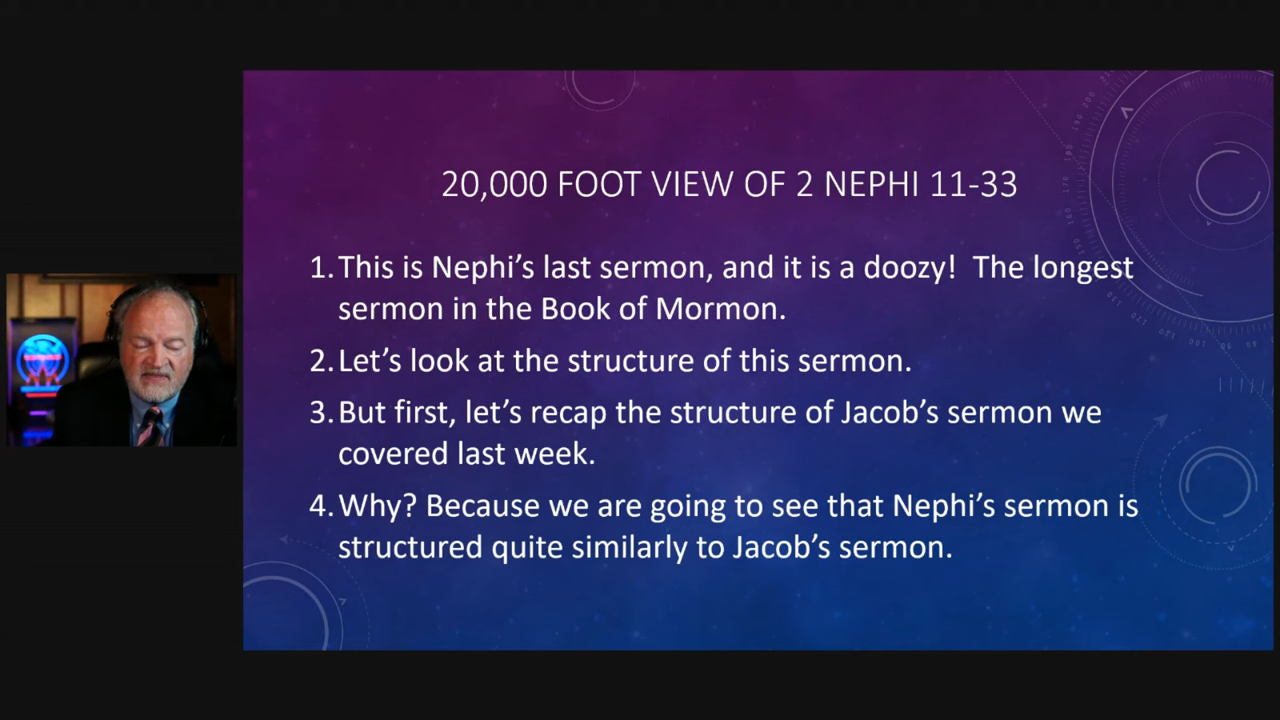 20,000 FOOT VIEW OF 2 NEPHI 11-33
1. This is Nephi’s last sermon, and it is a doozy!  The longest
sermon in the Book of Mormon.
2. Let’s look at the structure of this sermon.
3. But first, let’s recap the structure of Jacob’s sermon we
covered last week.
4. Why? Because we are going to see that Nephi’s sermon is
structured quite similarly to Jacob’s sermon.